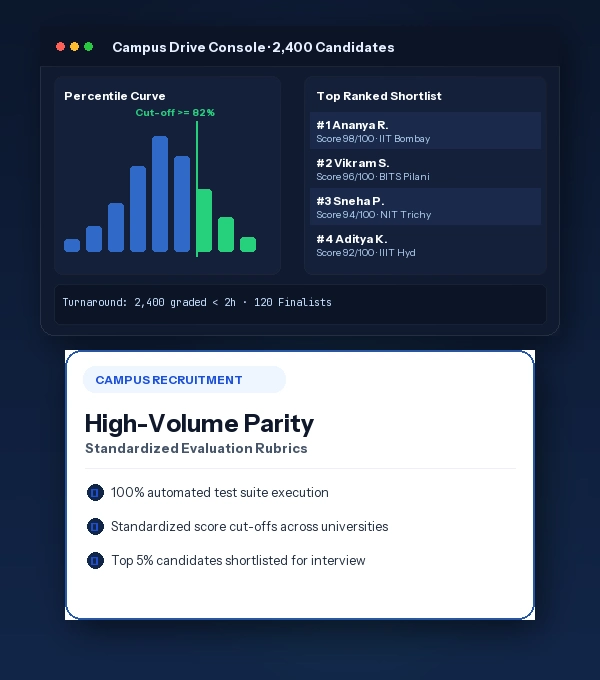 Campus Drive Console · 2,400 Candidates
Percentile Curve
Cut-off >= 82%
Top Ranked Shortlist
#1 Ananya R.
Score 98/100 · IIT Bombay
#2 Vikram S.
Score 96/100 · BITS Pilani
#3 Sneha P.
Score 94/100 · NIT Trichy
#4 Aditya K.
Score 92/100 · IIIT Hyd
Turnaround: 2,400 graded < 2h · 120 Finalists
CAMPUS RECRUITMENT
High-Volume Parity
Standardized Evaluation Rubrics
100% automated test suite execution
Standardized score cut-offs across universities
Top 5% candidates shortlisted for interview